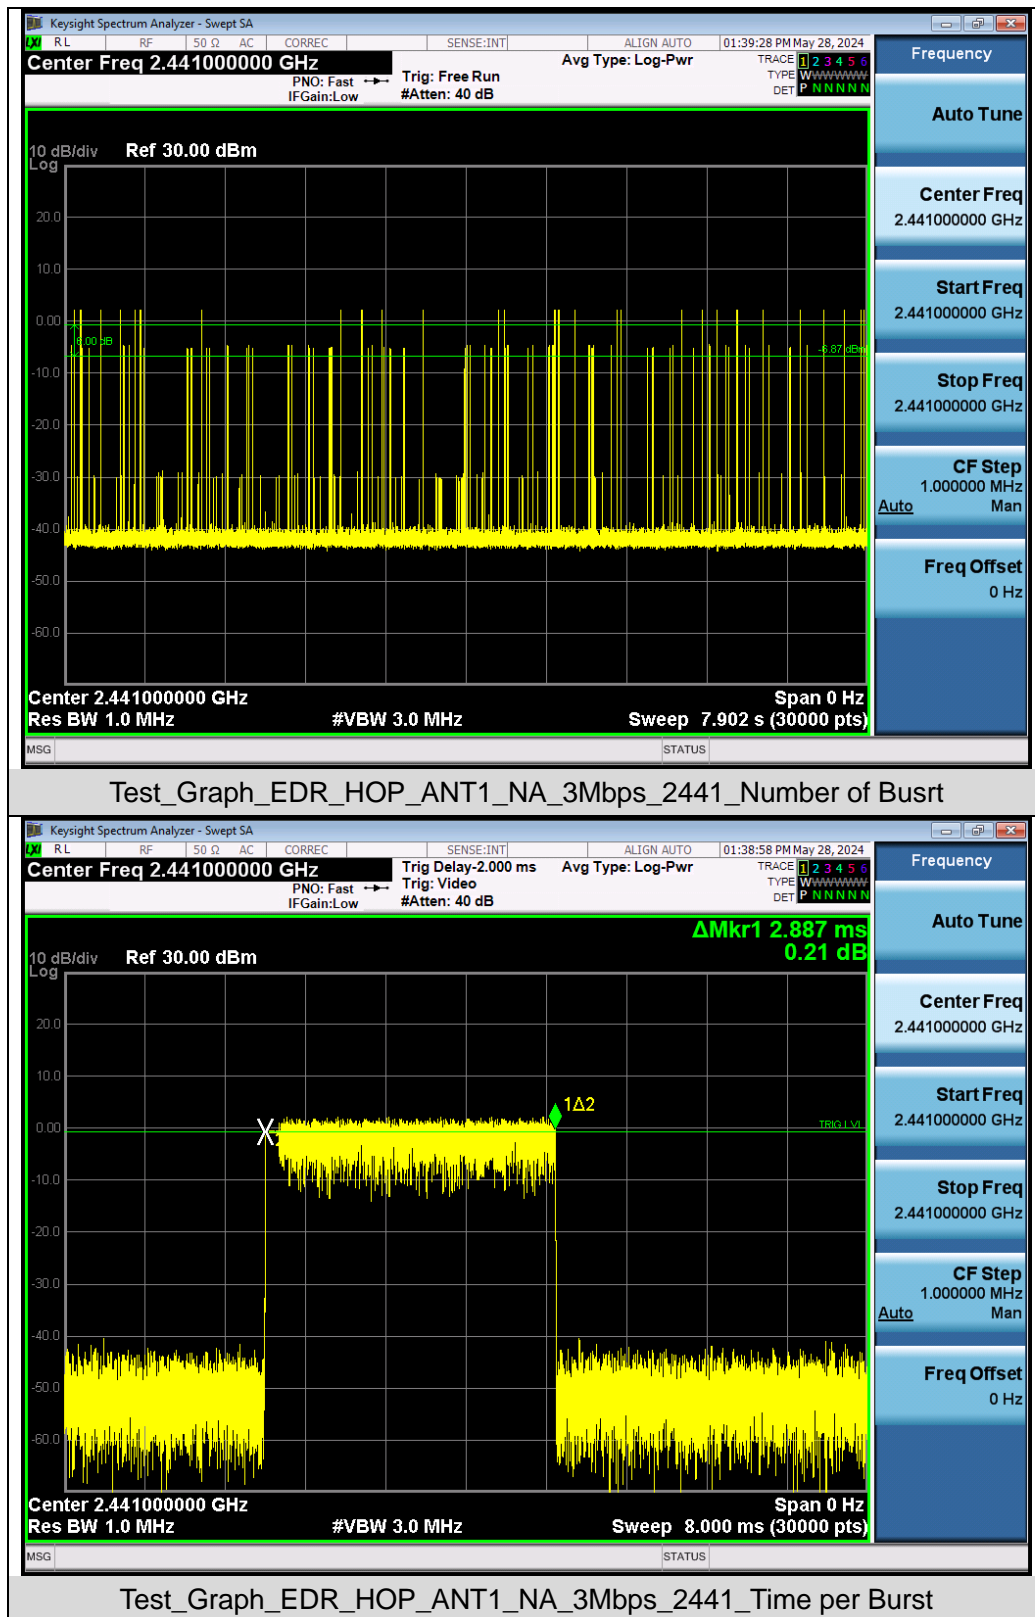 Keysight Spectrum Analyzer - Swept SA
LXI RL RF 50 Ω AC CORREC SENSE:INT ALIGN AUTO 01:39:28 PM May 28, 2024
Center Freq 2.441000000 GHz
PNO: Fast
IFGain:Low
Trig: Free Run
#Atten: 40 dB
Avg Type: Log-Pwr
TRACE 1 2 3 4 5 6
TYPE WWWWWW
DET P N N N N N
10 dB/div Ref 30.00 dBm
Log
20.0
10.0
0.00
6.00 dB
-6.87 dBm
-10.0
-20.0
-30.0
-40.0
-50.0
-60.0
Center 2.441000000 GHz Span 0 Hz
Res BW 1.0 MHz #VBW 3.0 MHz Sweep 7.902 s (30000 pts)
MSG STATUS
Frequency
Auto Tune
Center Freq
2.441000000 GHz
Start Freq
2.441000000 GHz
Stop Freq
2.441000000 GHz
CF Step
1.000000 MHz
Auto Man
Freq Offset
0 Hz
Test_Graph_EDR_HOP_ANT1_NA_3Mbps_2441_Number of Busrt
Keysight Spectrum Analyzer - Swept SA
LXI RL RF 50 Ω AC CORREC SENSE:INT ALIGN AUTO 01:38:58 PM May 28, 2024
Center Freq 2.441000000 GHz
PNO: Fast
IFGain:Low
Trig Delay-2.000 ms
Trig: Video
#Atten: 40 dB
Avg Type: Log-Pwr
TRACE 1 2 3 4 5 6
TYPE WWWWWW
DET P N N N N N
ΔMkr1 2.887 ms
0.21 dB
10 dB/div Ref 30.00 dBm
Log
20.0
10.0
0.00
1Δ2
TRIG LVL
-10.0
-20.0
-30.0
-40.0
-50.0
-60.0
Center 2.441000000 GHz Span 0 Hz
Res BW 1.0 MHz #VBW 3.0 MHz Sweep 8.000 ms (30000 pts)
MSG STATUS
Frequency
Auto Tune
Center Freq
2.441000000 GHz
Start Freq
2.441000000 GHz
Stop Freq
2.441000000 GHz
CF Step
1.000000 MHz
Auto Man
Freq Offset
0 Hz
Test_Graph_EDR_HOP_ANT1_NA_3Mbps_2441_Time per Burst